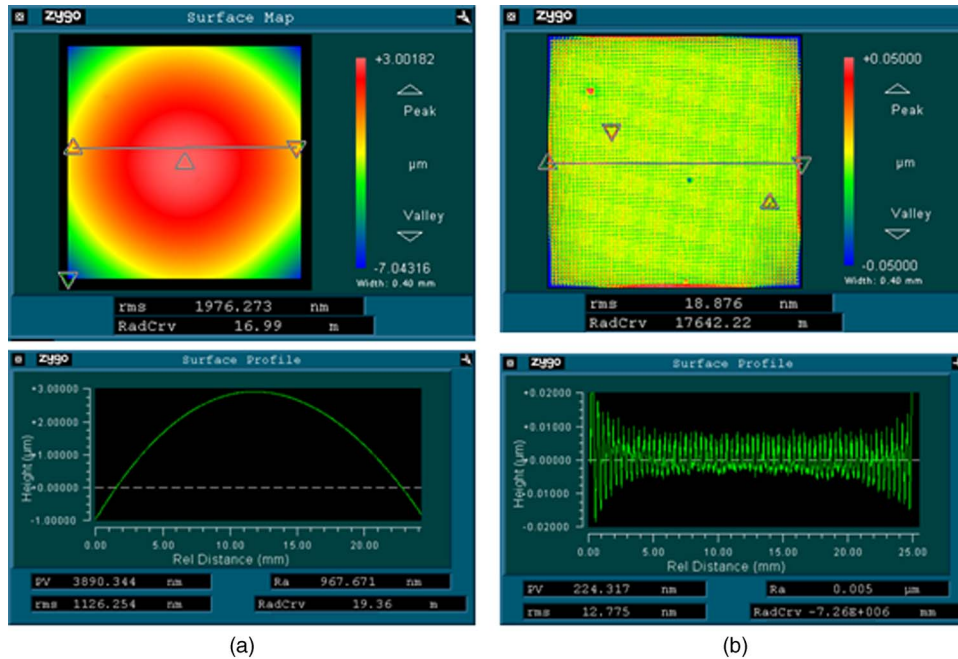 zygo Surface Map
+3.00182
Peak
µm
Valley
-7.04316
Width: 0.40 mm
rms 1976.273 nm
RadCrv 16.99 m
zygo
+0.05000
Peak
µm
Valley
-0.05000
Width: 0.40 mm
rms 18.876 nm
RadCrv 17642.22 m
zygo Surface Profile
+3.00000
+2.00000
+1.00000
+0.00000
-1.00000
Height (µm)
0.00 5.00 10.00 15.00 20.00
Rel Distance (mm)
PV 3890.344 nm
Ra 967.671 nm
rms 1126.254 nm
RadCrv 19.36 m
zygo Surface Profile
+0.02000
+0.01000
+0.00000
-0.01000
-0.02000
Height (µm)
0.00 5.00 10.00 15.00 20.00 25.00
Rel Distance (mm)
PV 224.317 nm
Ra 0.005 µm
rms 12.775 nm
RadCrv -7.26E+006 mm
(a)
(b)